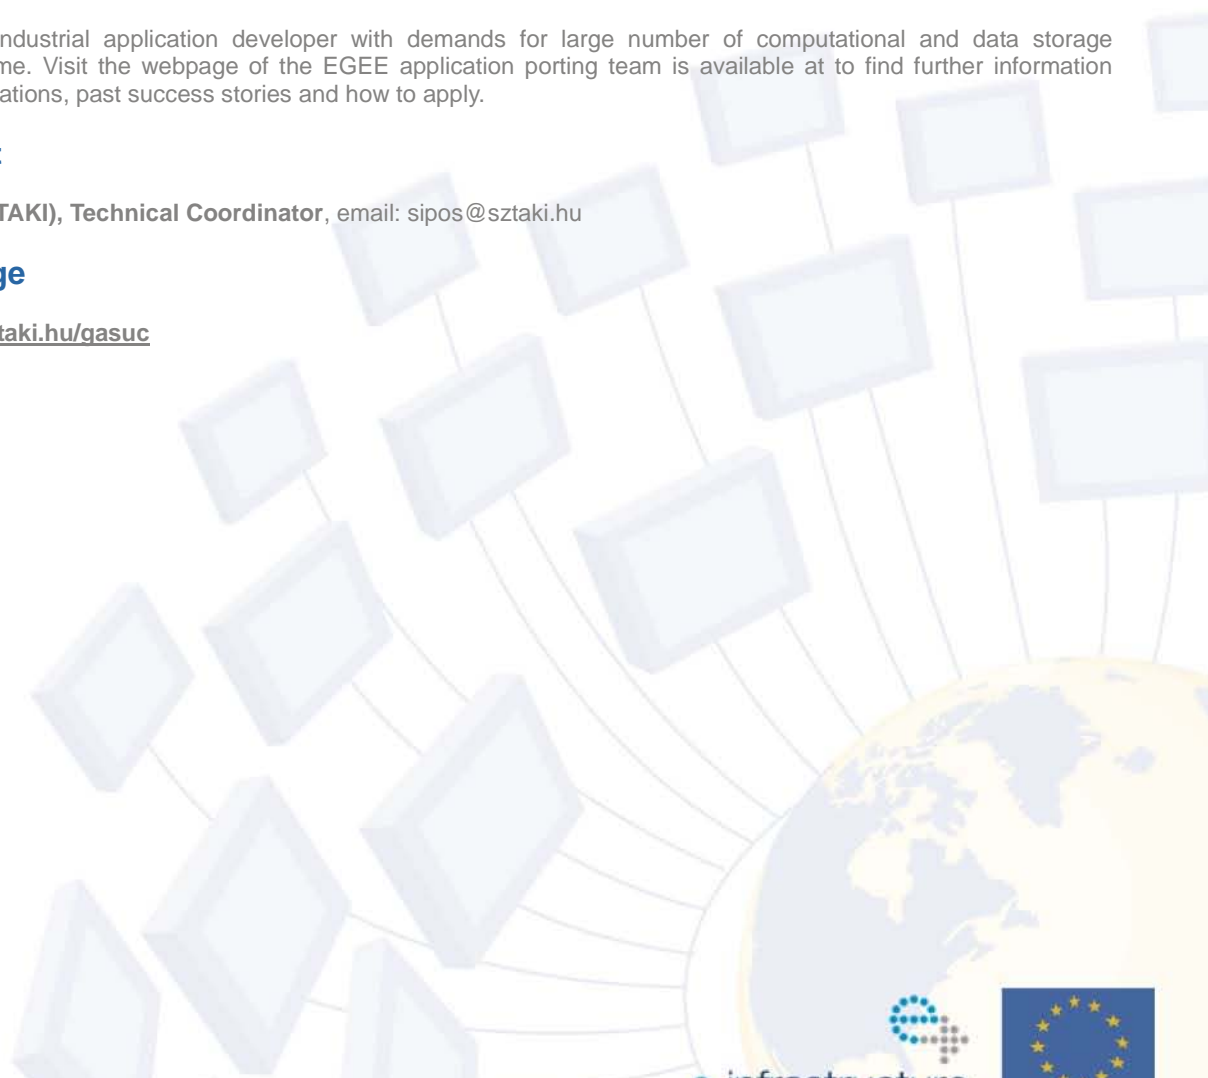 ndustrial application developer with demands for large number of computational and data storage
me. Visit the webpage of the EGEE application porting team is available at to find further information
ations, past success stories and how to apply.
TAKI), Technical Coordinator, email: sipos@sztaki.hu
ge
taki.hu/gasuc